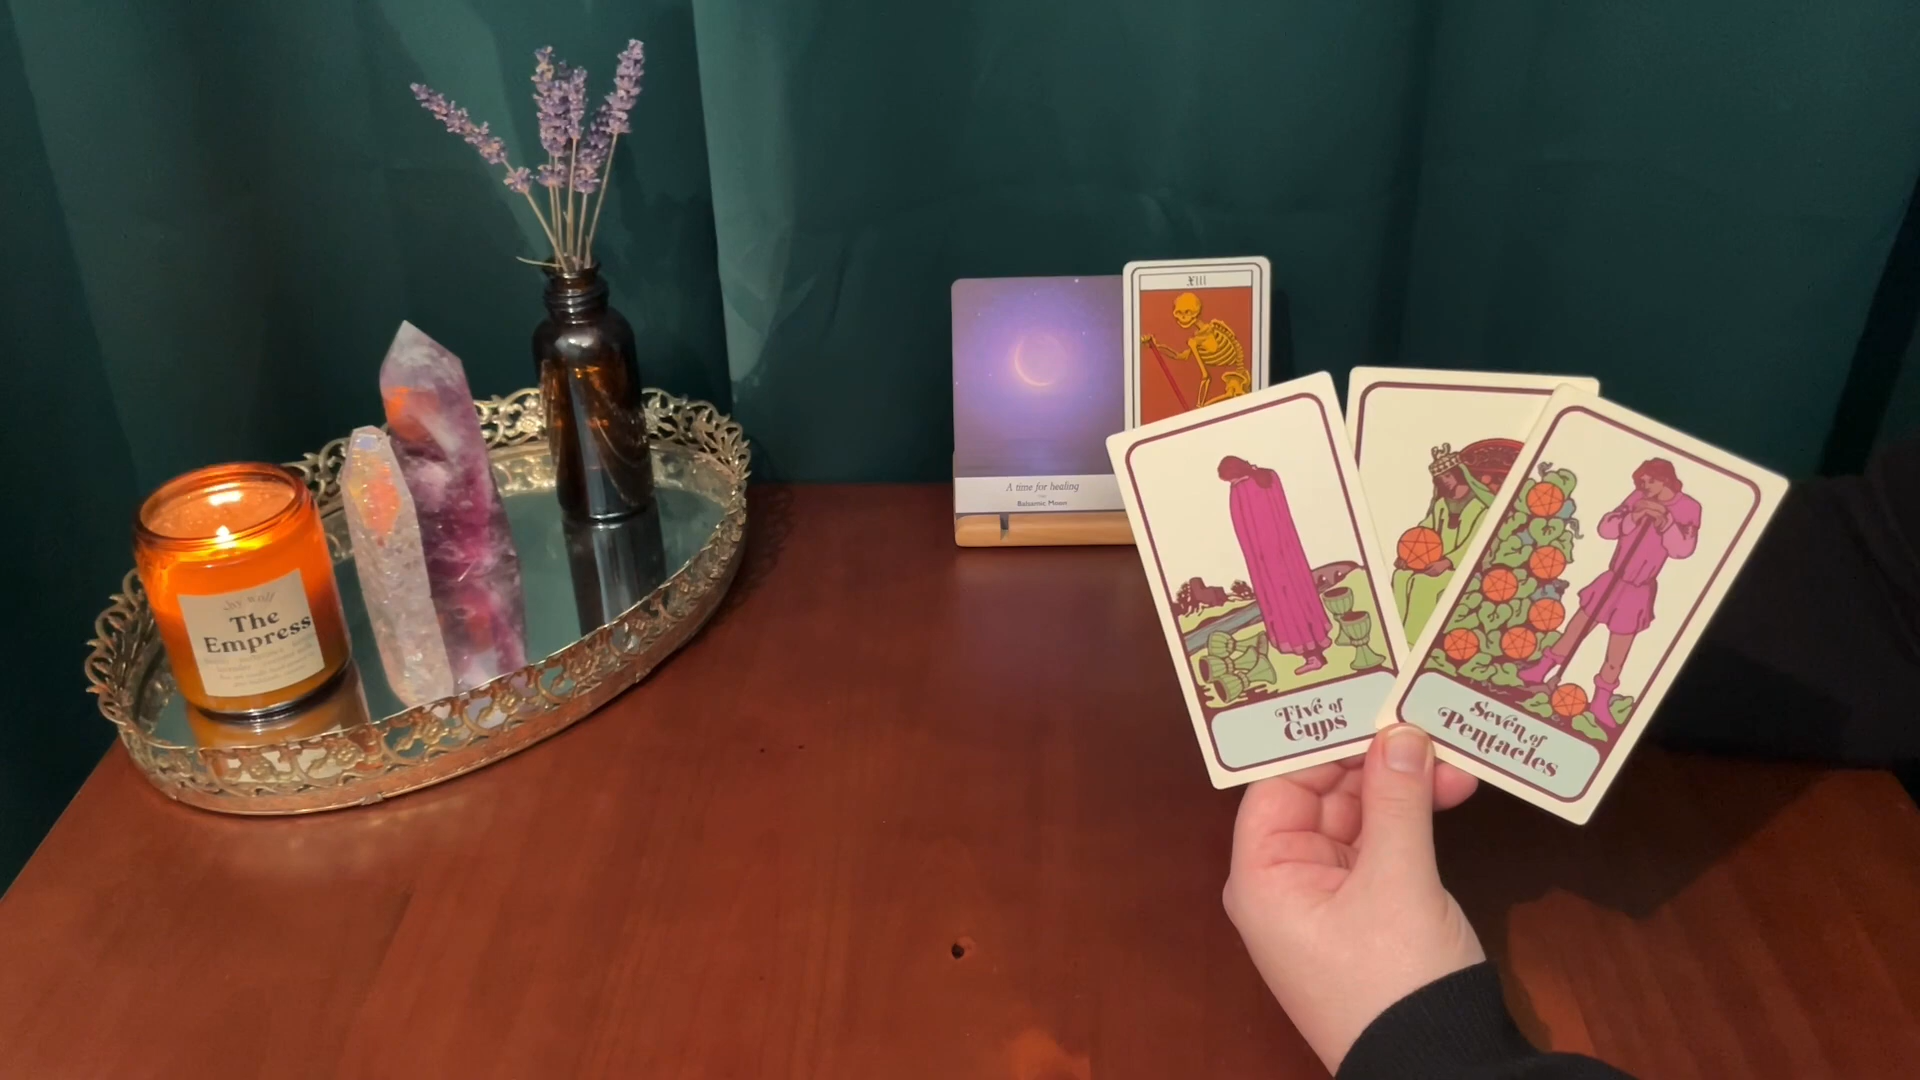 The
Empress
A time for healing
Balsamic Moon
XIII
Five of
Cups
Seven of
Pentacles